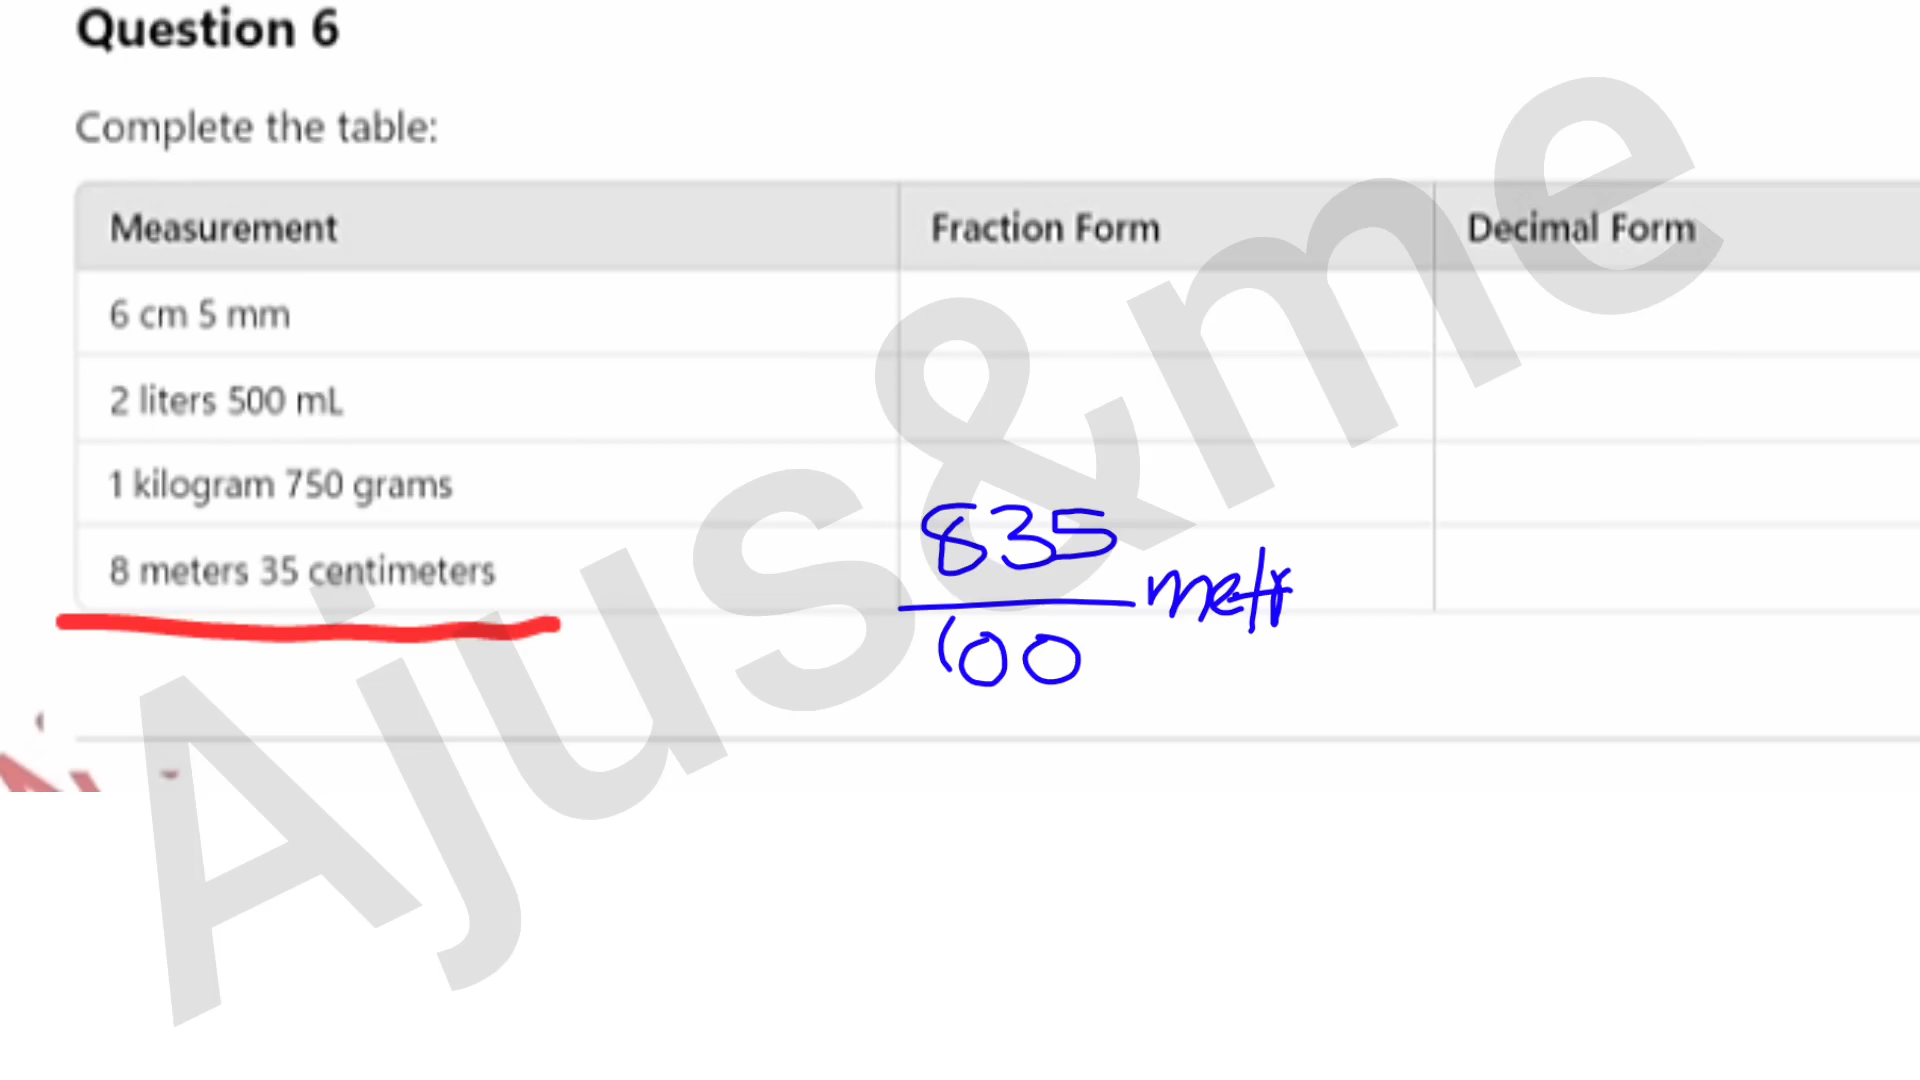 Question 6
Complete the table:
Measurement Fraction Form Decimal Form
6 cm 5 mm
2 liters 500 mL
1 kilogram 750 grams
8 meters 35 centimeters
835
100
Ajus&me